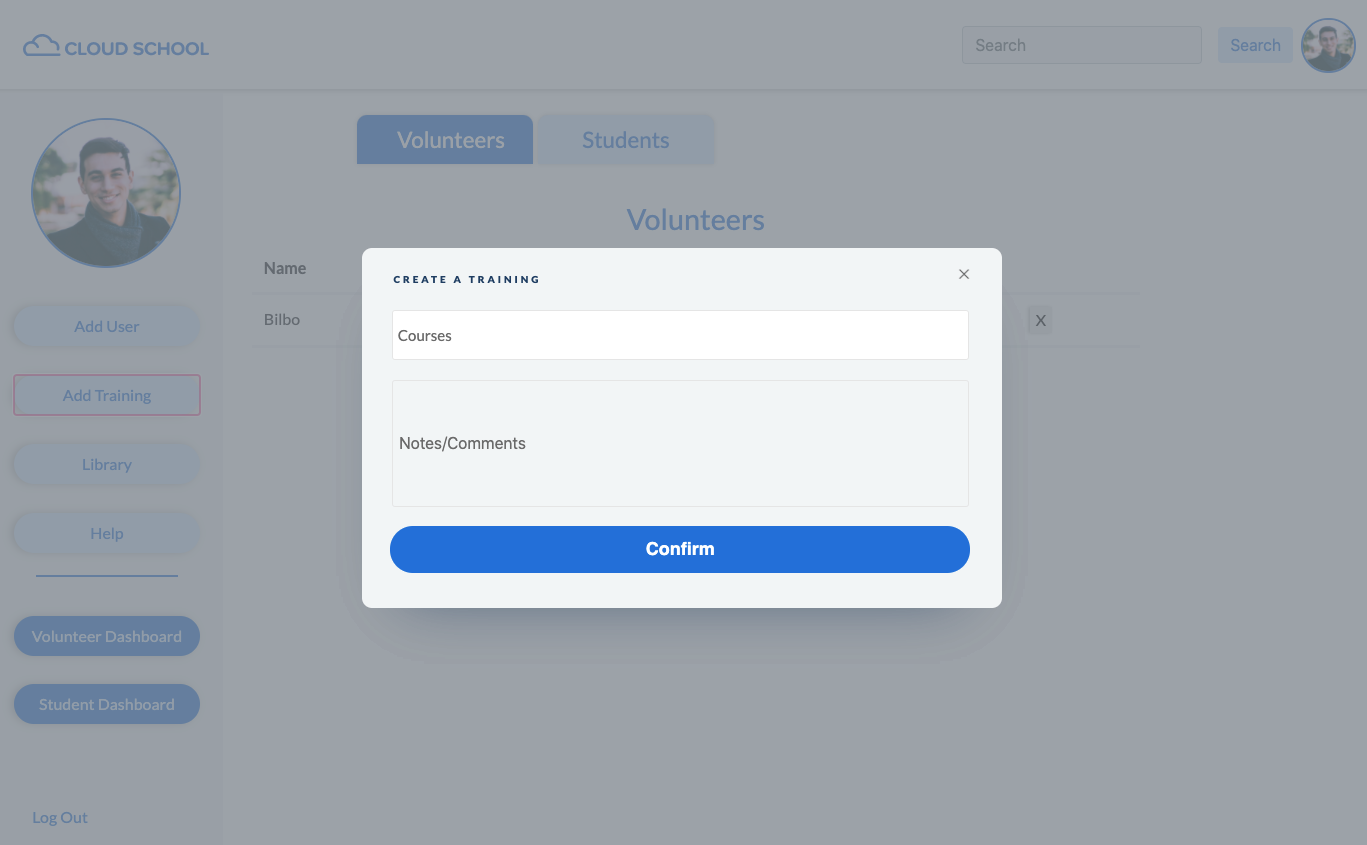 CLOUD SCHOOL
Search
Search
Volunteers
Students
Volunteers
Name
Bilbo
X
Add User
Add Training
Library
Help
Volunteer Dashboard
Student Dashboard
Log Out
CREATE A TRAINING
×
Courses
Notes/Comments
Confirm